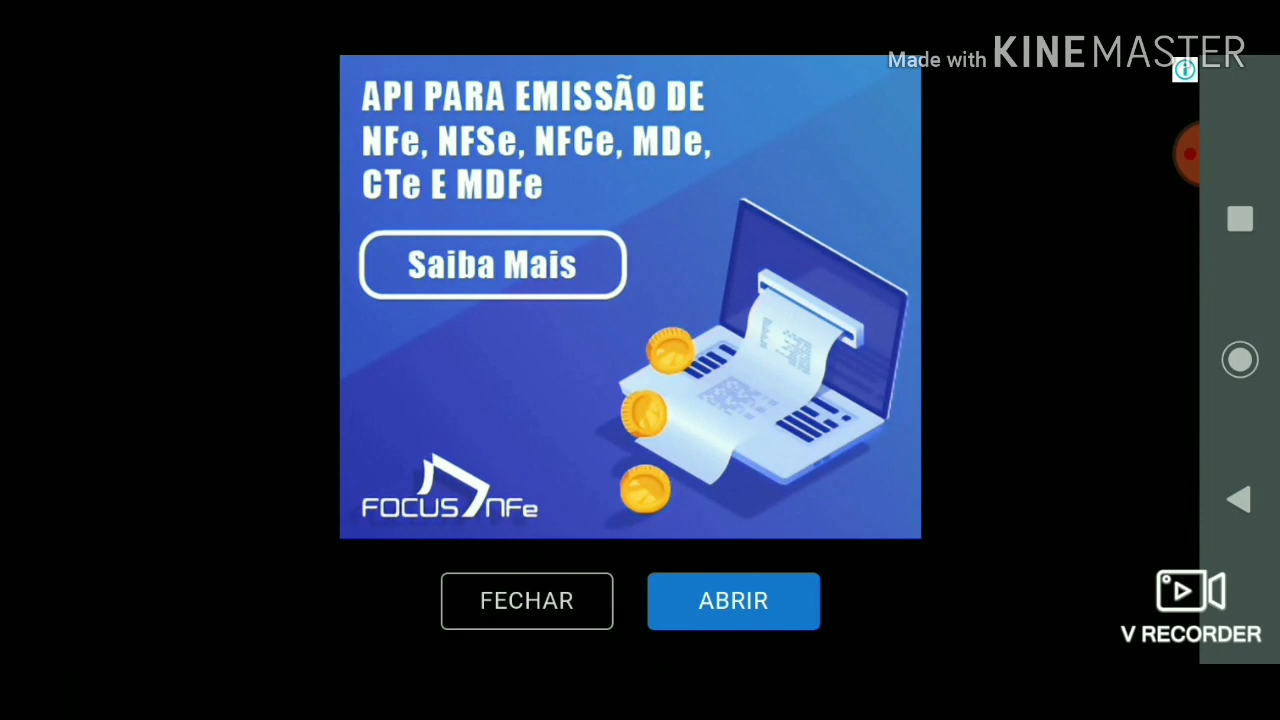 Made with KINEMASTER
API PARA EMISSÃO DE
NFe, NFSe, NFCe, MDe,
CTe E MDFe
Saiba Mais
FOCUS NFe
FECHAR
ABRIR
V RECORDER